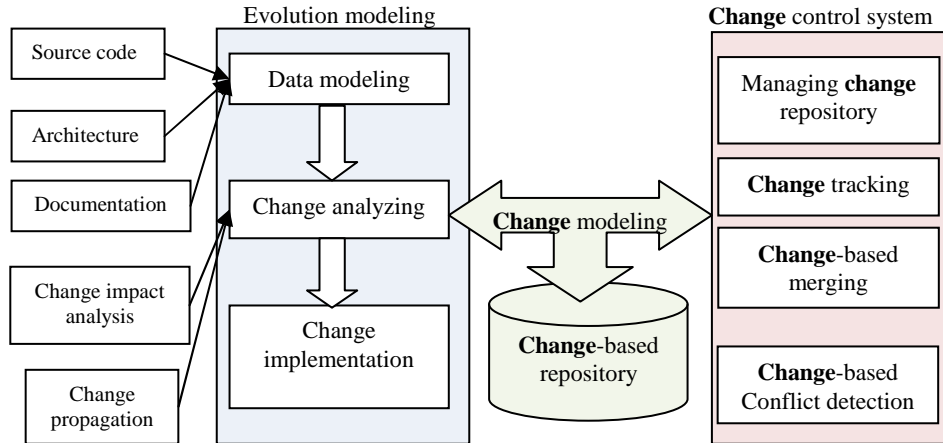 Evolution modeling
Change control system
Source code
Architecture
Documentation
Change impact
analysis
Change
propagation
Data modeling
Change analyzing
Change
implementation
Change modeling
Change-based
repository
Managing change
repository
Change tracking
Change-based
merging
Change-based
Conflict detection